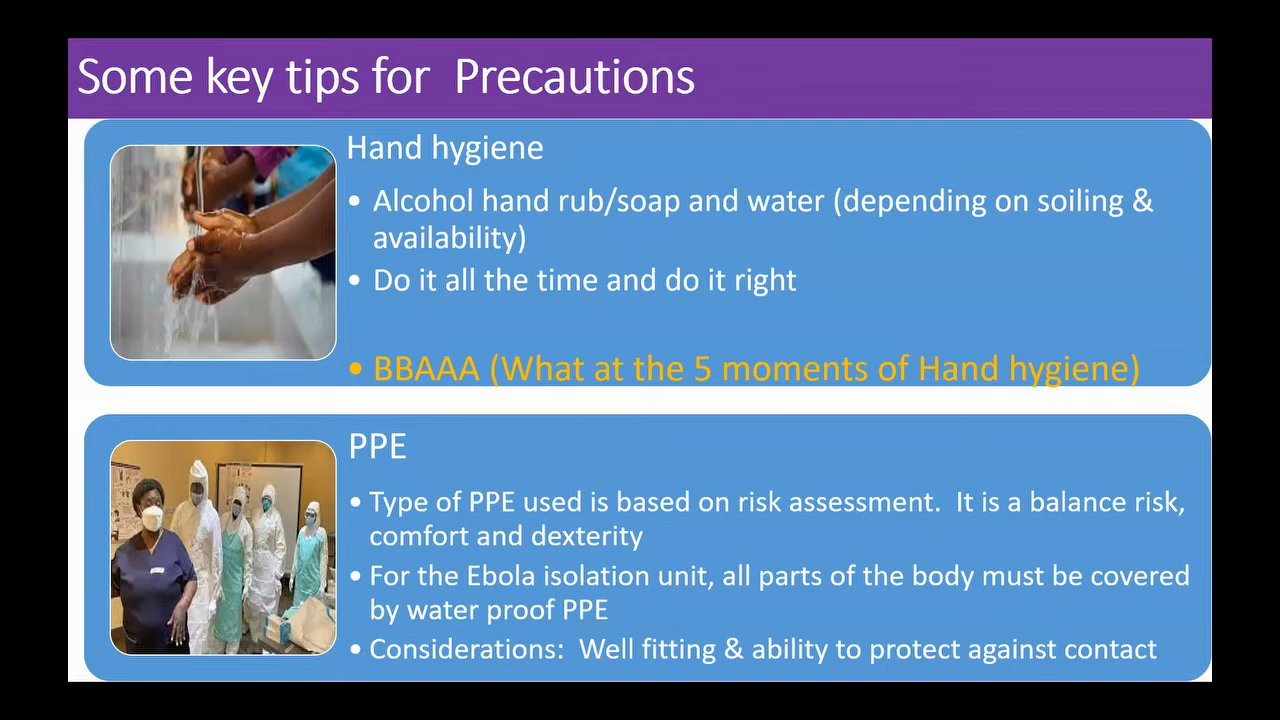 Some key tips for  Precautions
Hand hygiene
• Alcohol hand rub/soap and water (depending on soiling &
availability)
• Do it all the time and do it right
• BBAAA (What at the 5 moments of Hand hygiene)
PPE
• Type of PPE used is based on risk assessment.  It is a balance risk,
comfort and dexterity
• For the Ebola isolation unit, all parts of the body must be covered
by water proof PPE
• Considerations:  Well fitting & ability to protect against contact